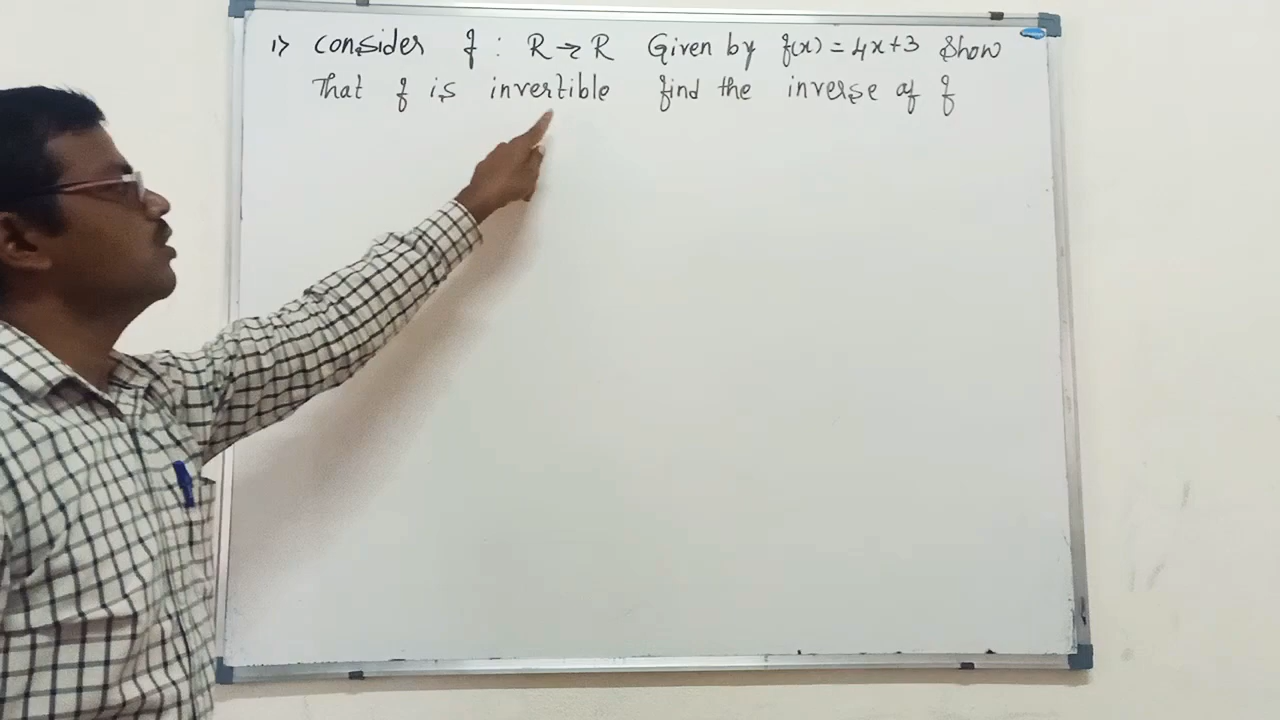 1) Consider f : R → R Given by f(x) = 4x+3 Show
That f is invertible find the inverse of f